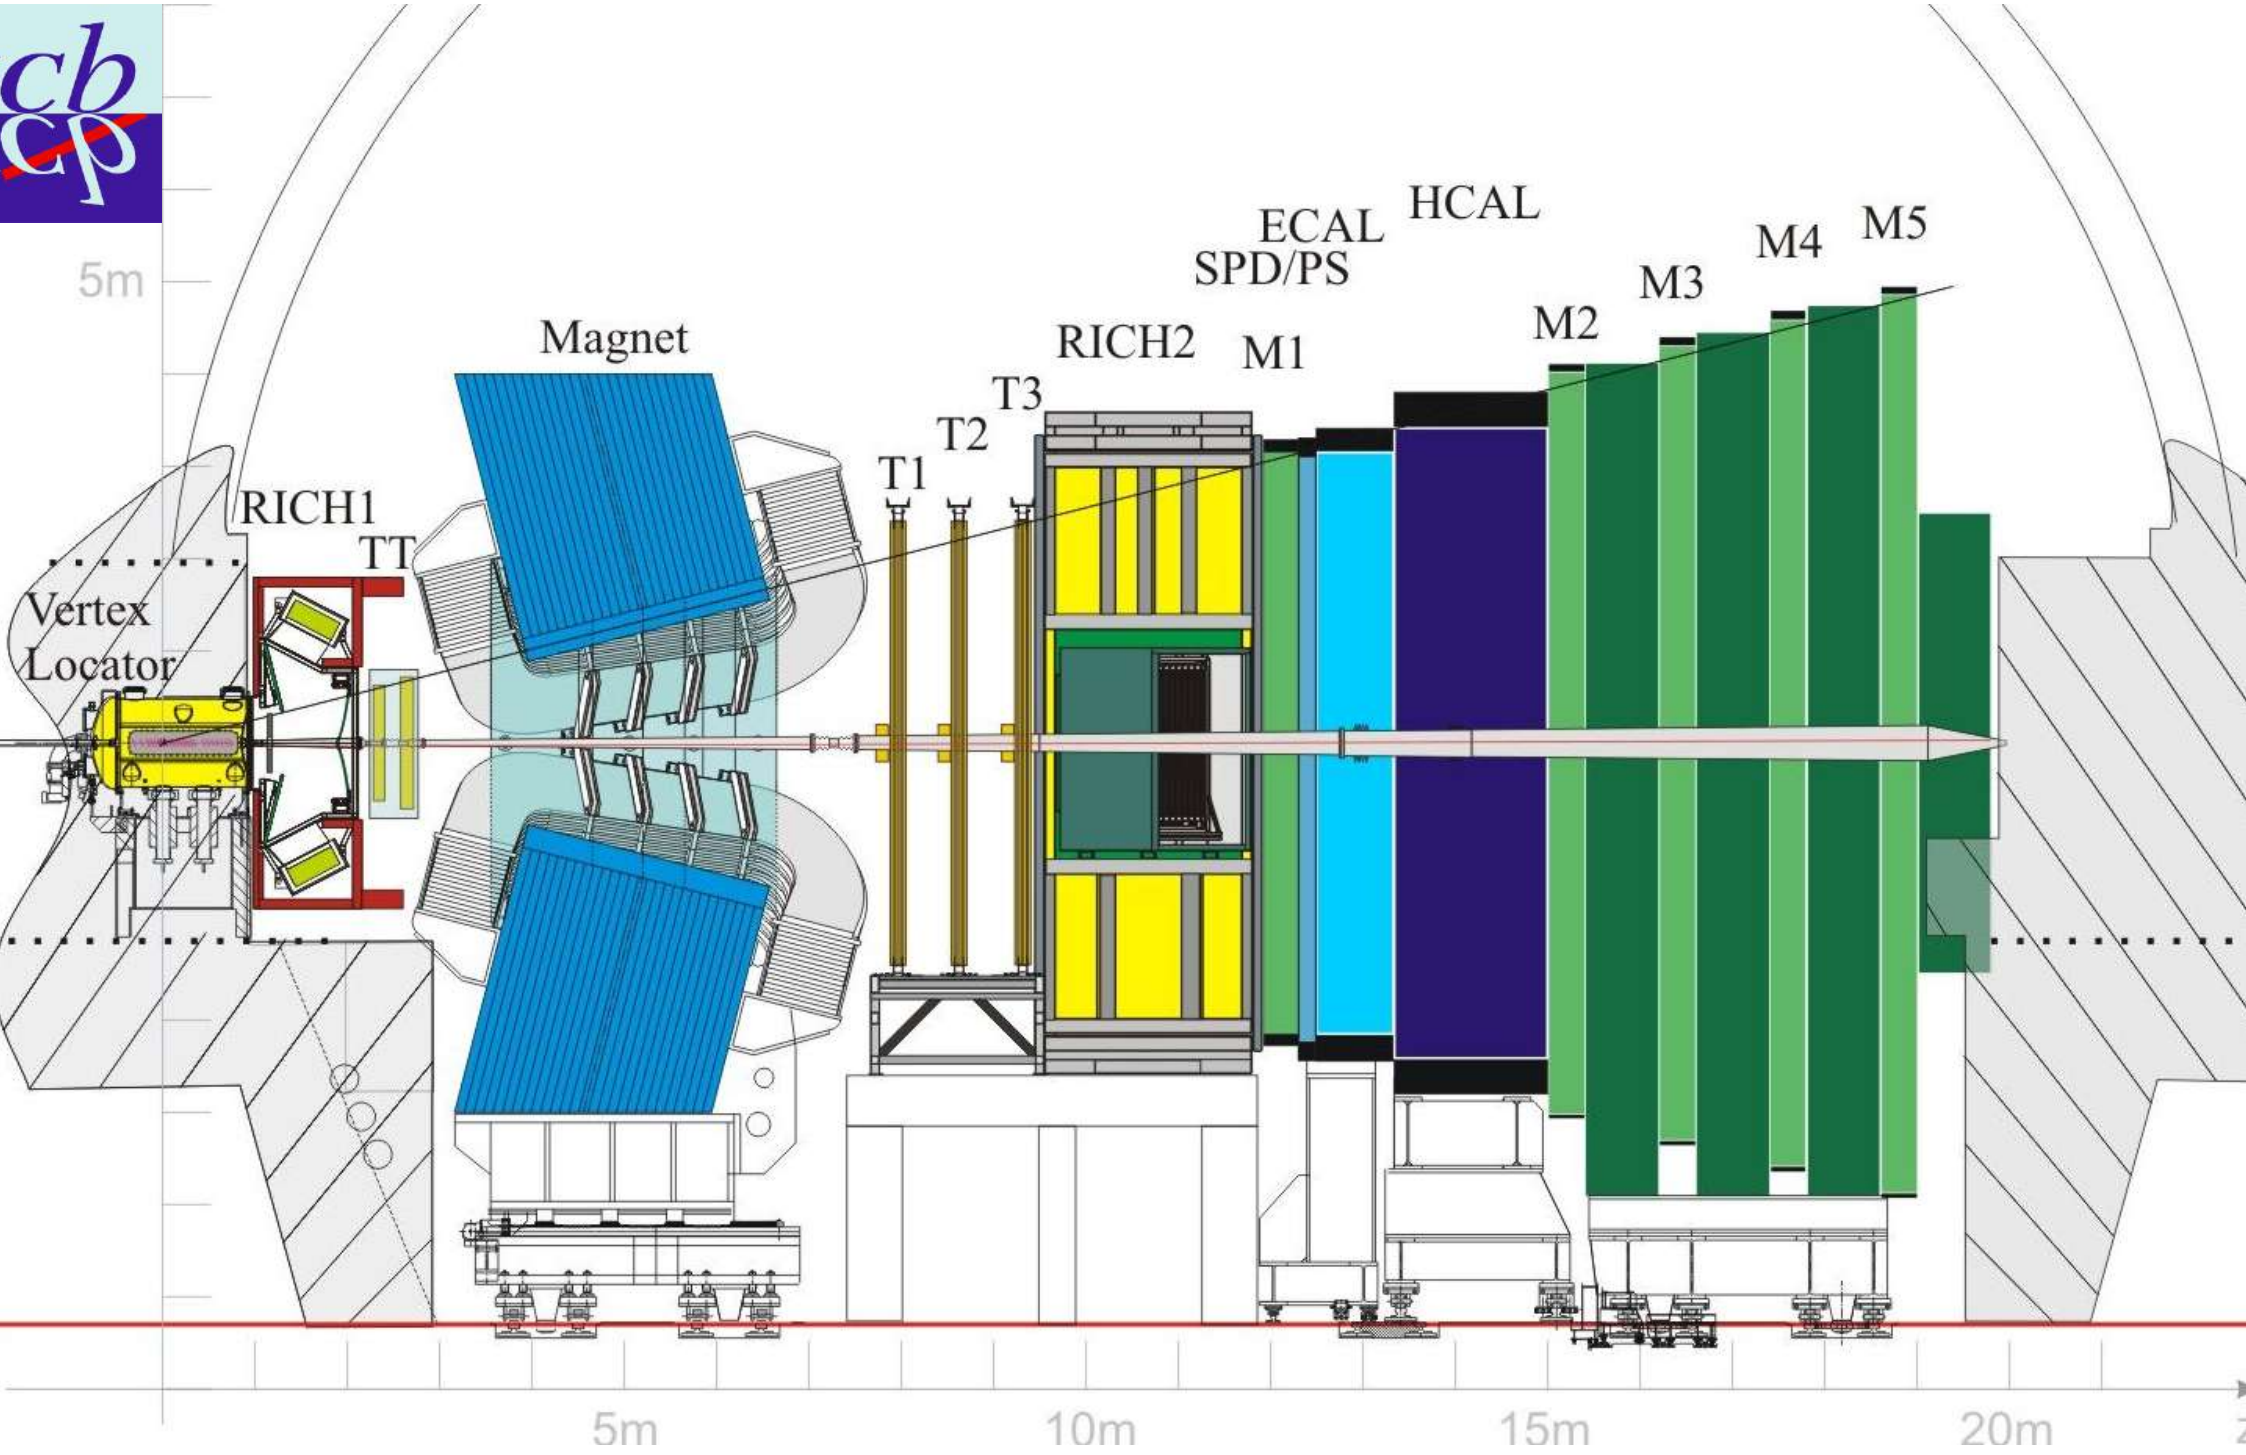 cb
cp
5m
HCAL
ECAL
SPD/PS
M5
M4
M3
M2
M1
Magnet
RICH2
T3
T2
T1
RICH1
TT
Vertex
Locator
5m
10m
15m
20m
z